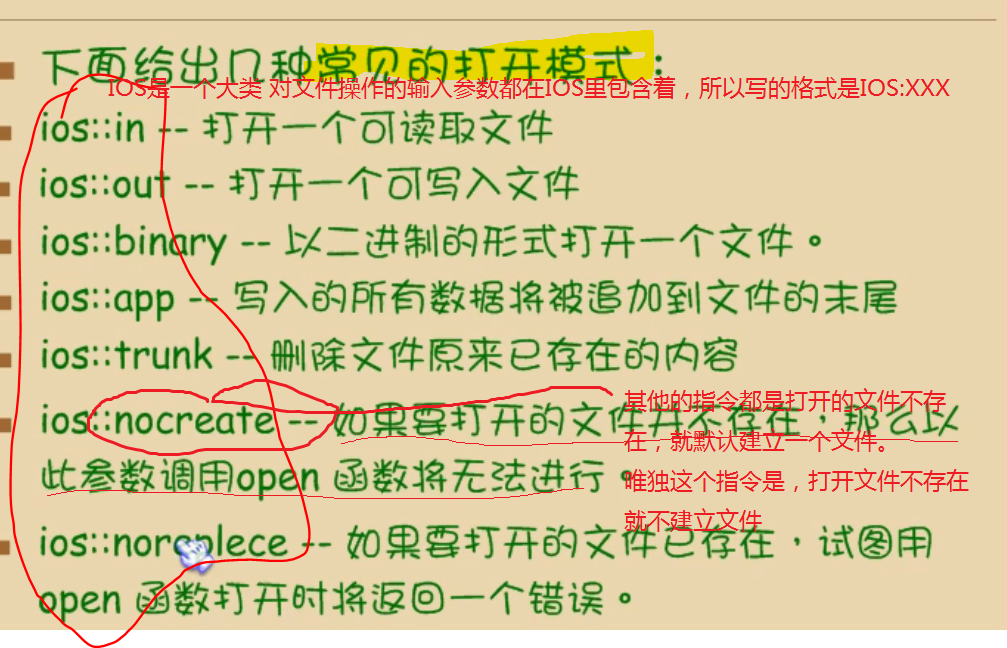 下面给出几种常见的打开模式：
IOS是一个大类 对文件操作的输入参数都在IOS里包含着，所以写的格式是IOS:XXX
ios::in -- 打开一个可读取文件
ios::out -- 打开一个可写入文件
ios::binary -- 以二进制的形式打开一个文件。
ios::app -- 写入的所有数据将被追加到文件的末尾
ios::trunk -- 删除文件原来已存在的内容
ios::nocreate -- 如果要打开的文件并不存在，那么以
此参数调用open 函数将无法进行。
其他的指令都是打开的文件不存
在，就默认建立一个文件。
唯独这个指令是，打开文件不存在
就不建立文件
ios::noreplece -- 如果要打开的文件已存在，试图用
open 函数打开时将返回一个错误。